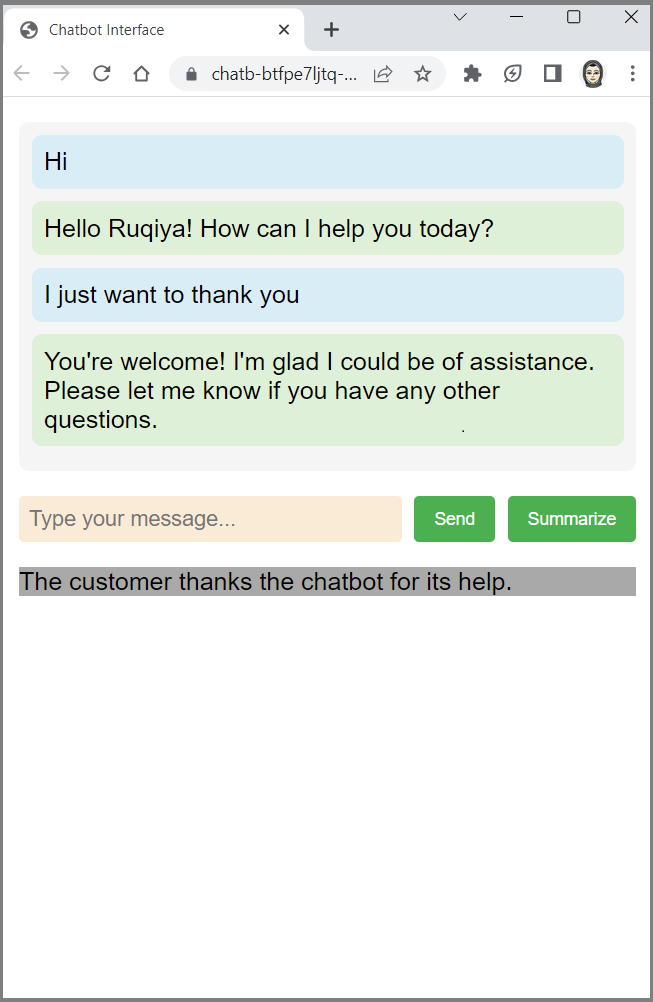 Chatbot Interface
chatb-btfpe7ljtq-...
Hi
Hello Ruqiya! How can I help you today?
I just want to thank you
You're welcome! I'm glad I could be of assistance.
Please let me know if you have any other
questions.
Type your message...
Send
Summarize
The customer thanks the chatbot for its help.